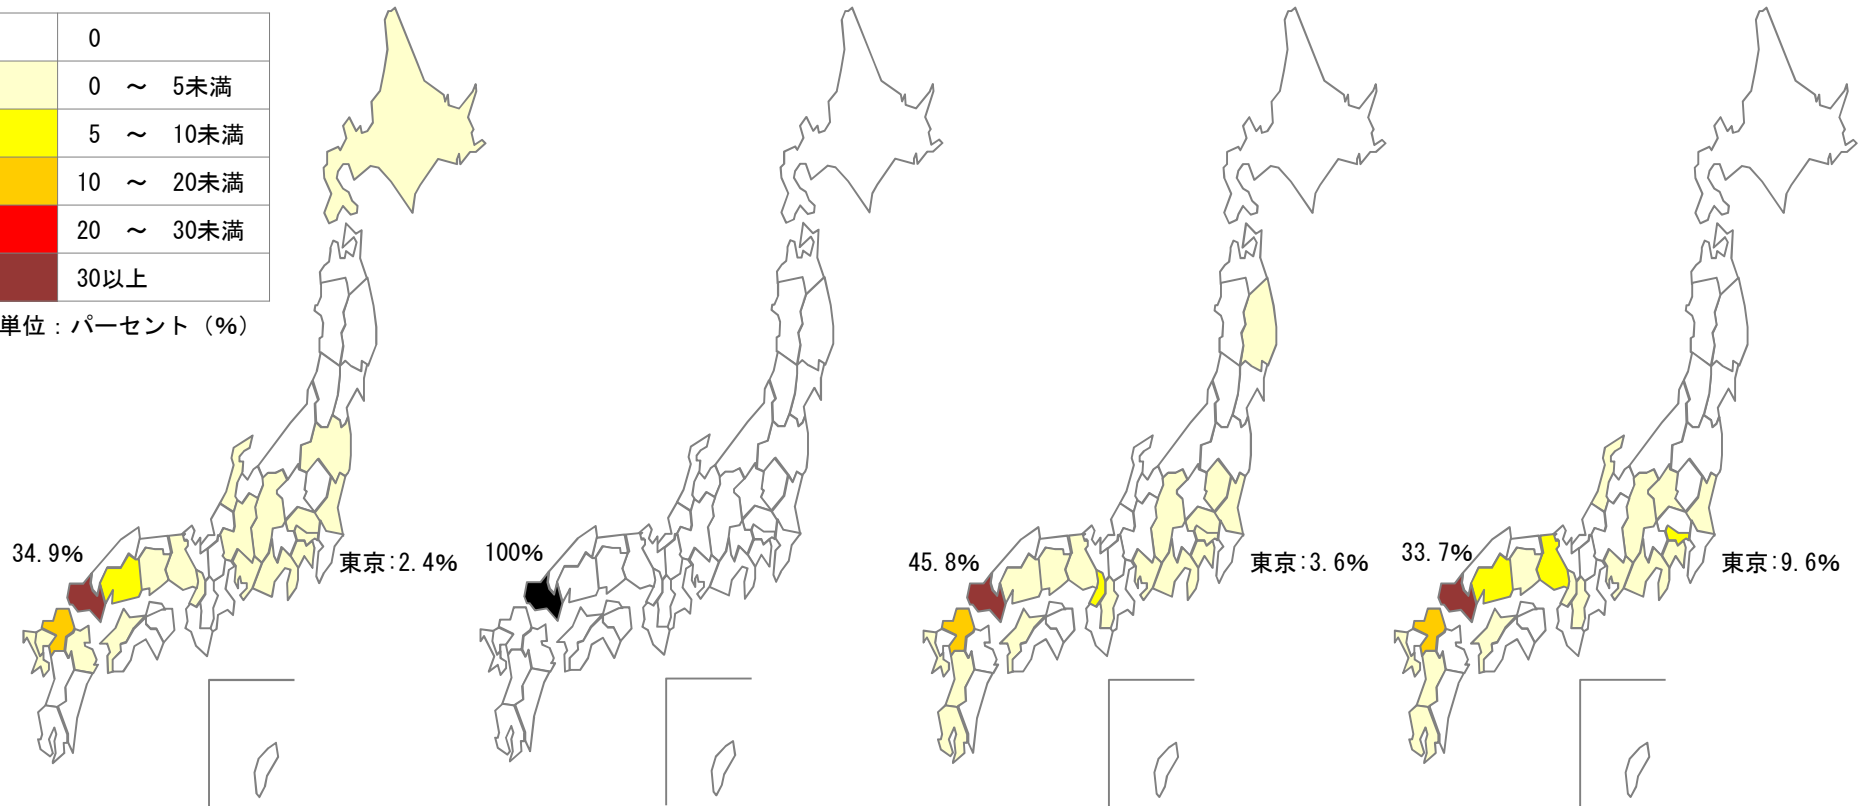 0
0 ～ 5未満
5 ～ 10未満
10 ～ 20未満
20 ～ 30未満
30以上
単位：パーセント（%）
34.9%
東京：2.4%
100%
45.8%
東京：3.6%
33.7%
東京：9.6%